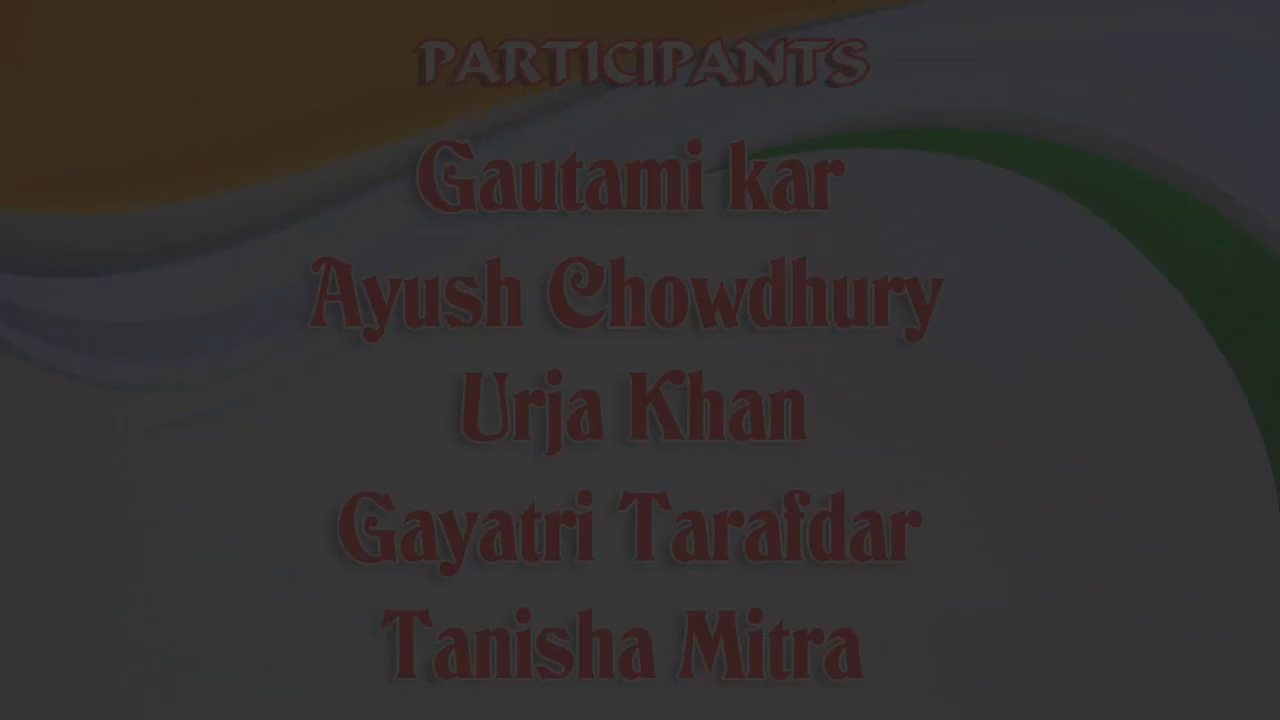 PARTICIPANTS
Gautami kar
Ayush Chowdhury
Urja Khan
Gayatri Tarafdar
Tanisha Mitra